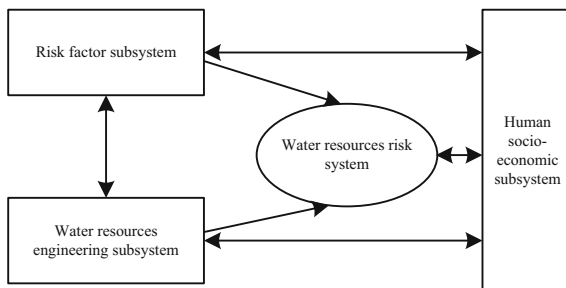 Risk factor subsystem
Water resources risk
system
Human
socio-
economic
subsystem
Water resources
engineering subsystem